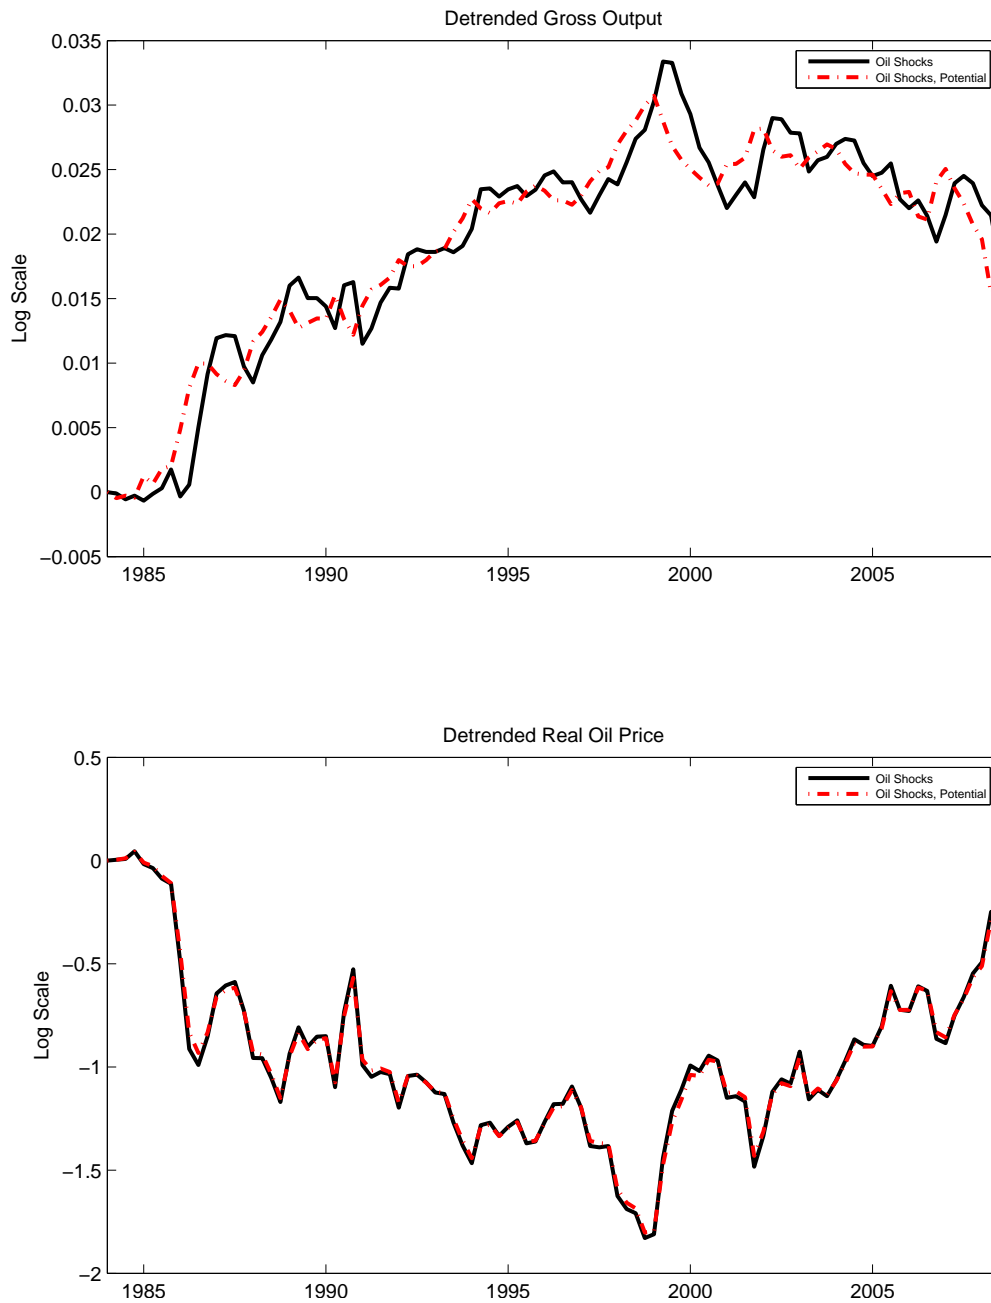 Detrended Gross Output
0.035
0.03
0.025
0.02
0.015
0.01
0.005
0
−0.005
Log Scale
Oil Shocks
Oil Shocks, Potential
1985 1990 1995 2000 2005
Detrended Real Oil Price
0.5
0
−0.5
−1
−1.5
−2
Log Scale
Oil Shocks
Oil Shocks, Potential
1985 1990 1995 2000 2005